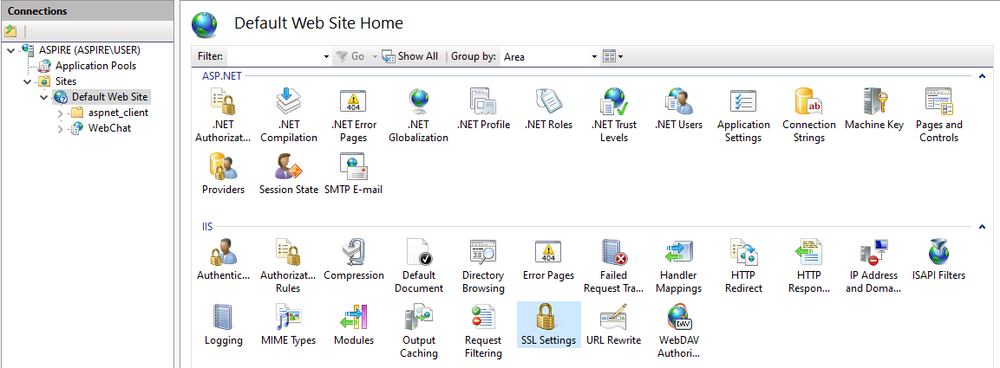 Connections
Default Web Site Home
Filter:
Go
Show All
Group by:
Area
ASPIRE (ASPIRE\USER)
Application Pools
Sites
Default Web Site
aspnet_client
WebChat
ASP.NET
.NET Authorizat...
.NET Compilation
.NET Error Pages
404
.NET Globalization
.NET Profile
.NET Roles
.NET Trust Levels
.NET Users
Application Settings
Connection Strings
ab
Machine Key
Pages and Controls
Providers
Session State
SMTP E-mail
IIS
Authentic...
Authorizat... Rules
Compression
Default Document
Directory Browsing
Error Pages
404
Failed Request Tra...
Handler Mappings
HTTP Redirect
HTTP Respon...
IP Address and Doma...
ISAPI Filters
Logging
MIME Types
Modules
Output Caching
Request Filtering
SSL Settings
URL Rewrite
WebDAV Authori...
DAV